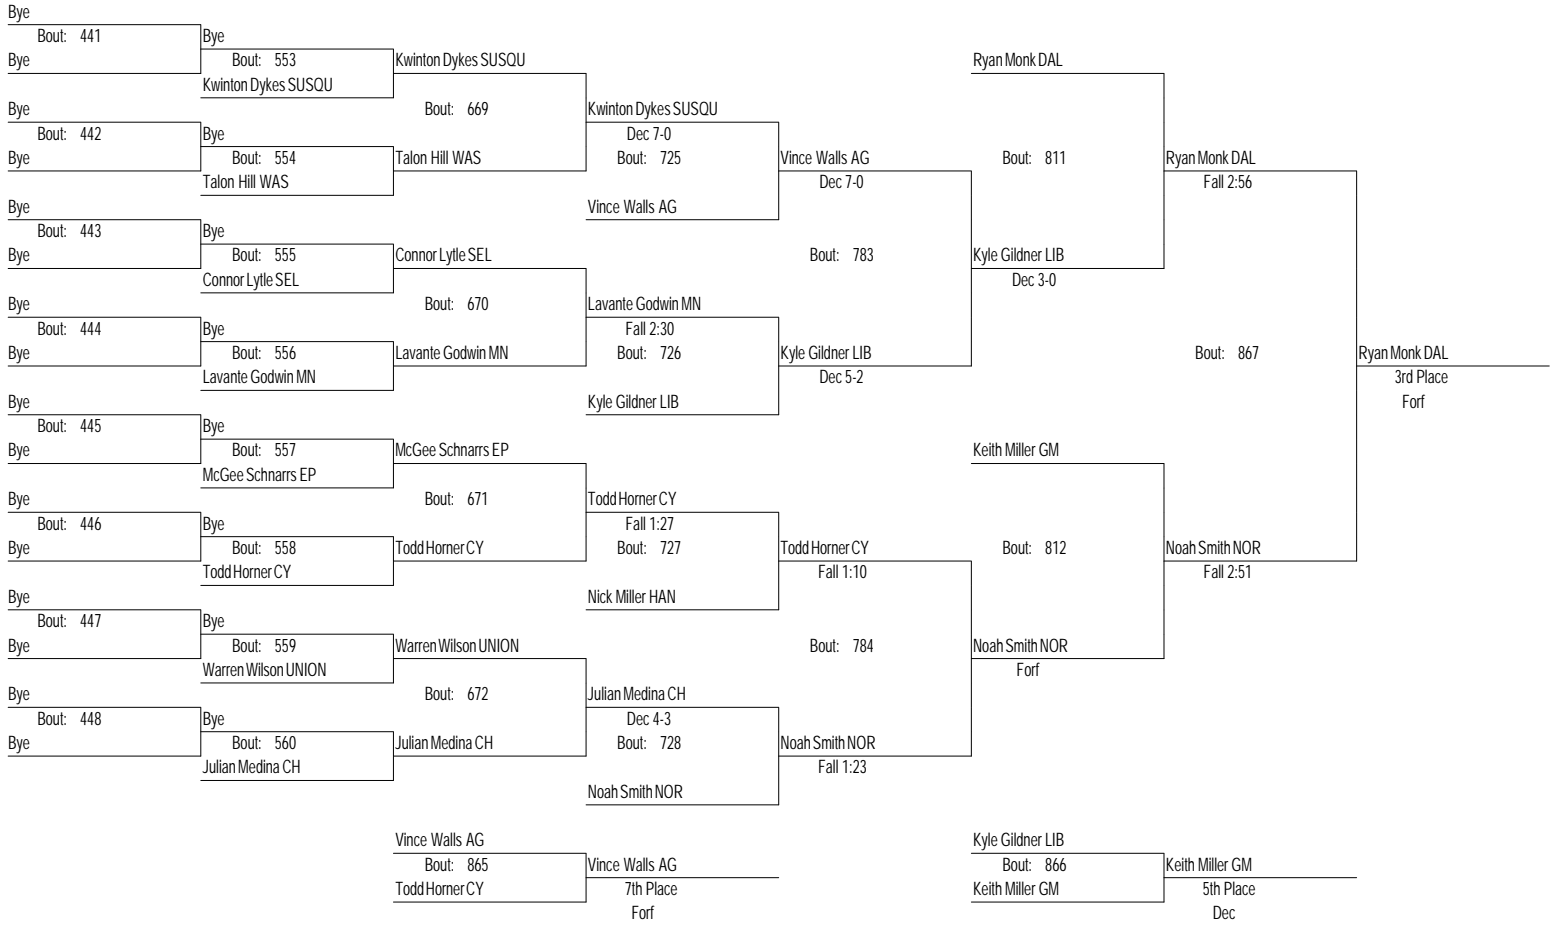 Bye
Bout: 441
Bye
Bye
Bout: 553
Kwinton Dykes SUSQU
Kwinton Dykes SUSQU
Bout: 669
Bye
Bout: 442
Bye
Bye
Bout: 554
Talon Hill WAS
Talon Hill WAS
Kwinton Dykes SUSQU
Dec 7-0
Bout: 725
Vince Walls AG
Vince Walls AG
Dec 7-0
Bout: 783
Bye
Bout: 443
Bye
Bye
Bout: 555
Connor Lytle SEL
Connor Lytle SEL
Bout: 670
Bye
Bout: 444
Bye
Bye
Bout: 556
Lavante Godwin MN
Lavante Godwin MN
Lavante Godwin MN
Fall 2:30
Bout: 726
Kyle Gildner LIB
Kyle Gildner LIB
Dec 5-2
Ryan Monk DAL
Bout: 811
Kyle Gildner LIB
Dec 3-0
Ryan Monk DAL
Fall 2:56
Bout: 867
Bye
Bout: 445
Bye
Bye
Bout: 557
McGee Schnarrs EP
McGee Schnarrs EP
Bout: 671
Bye
Bout: 446
Bye
Bye
Bout: 558
Todd Horner CY
Todd Horner CY
Todd Horner CY
Fall 1:27
Bout: 727
Nick Miller HAN
Todd Horner CY
Fall 1:10
Bout: 784
Bye
Bout: 447
Bye
Bye
Bout: 559
Warren Wilson UNION
Warren Wilson UNION
Bout: 672
Bye
Bout: 448
Bye
Bye
Bout: 560
Julian Medina CH
Julian Medina CH
Julian Medina CH
Dec 4-3
Bout: 728
Noah Smith NOR
Noah Smith NOR
Fall 1:23
Keith Miller GM
Bout: 812
Noah Smith NOR
Forf
Noah Smith NOR
Fall 2:51
Ryan Monk DAL
3rd Place
Forf
Vince Walls AG
Bout: 865
Todd Horner CY
Vince Walls AG
7th Place
Forf
Kyle Gildner LIB
Bout: 866
Keith Miller GM
Keith Miller GM
5th Place
Dec